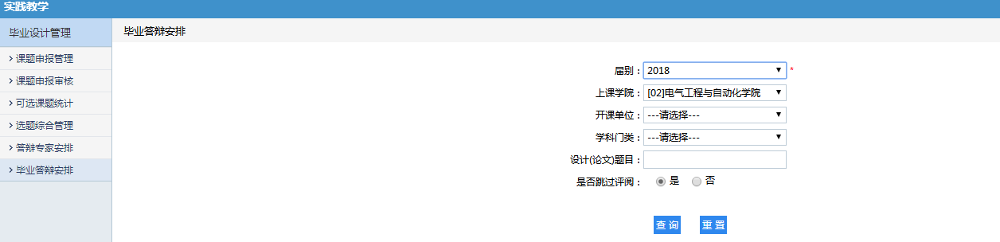 实践教学
毕业设计管理
课题申报管理
课题申报审核
可选课题统计
选题综合管理
答辩专家安排
毕业答辩安排
毕业答辩安排
届别： 2018 *
上课学院： [02]电气工程与自动化学院
开课单位： ---请选择---
学科门类： ---请选择---
设计(论文)题目：
是否跳过评阅： 是 否
查 询 重 置